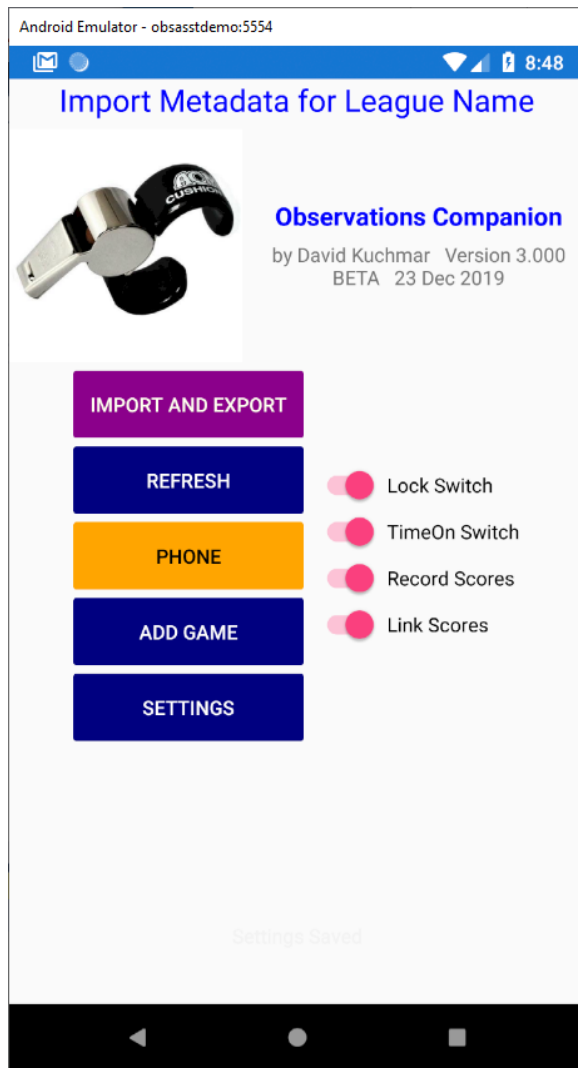 Android Emulator - obsasstdemo:5554
8:48
Import Metadata for League Name
ACME
CUSHION
Observations Companion
by David Kuchmar Version 3.000
BETA 23 Dec 2019
IMPORT AND EXPORT
REFRESH
PHONE
ADD GAME
SETTINGS
Lock Switch
TimeOn Switch
Record Scores
Link Scores
Settings Saved